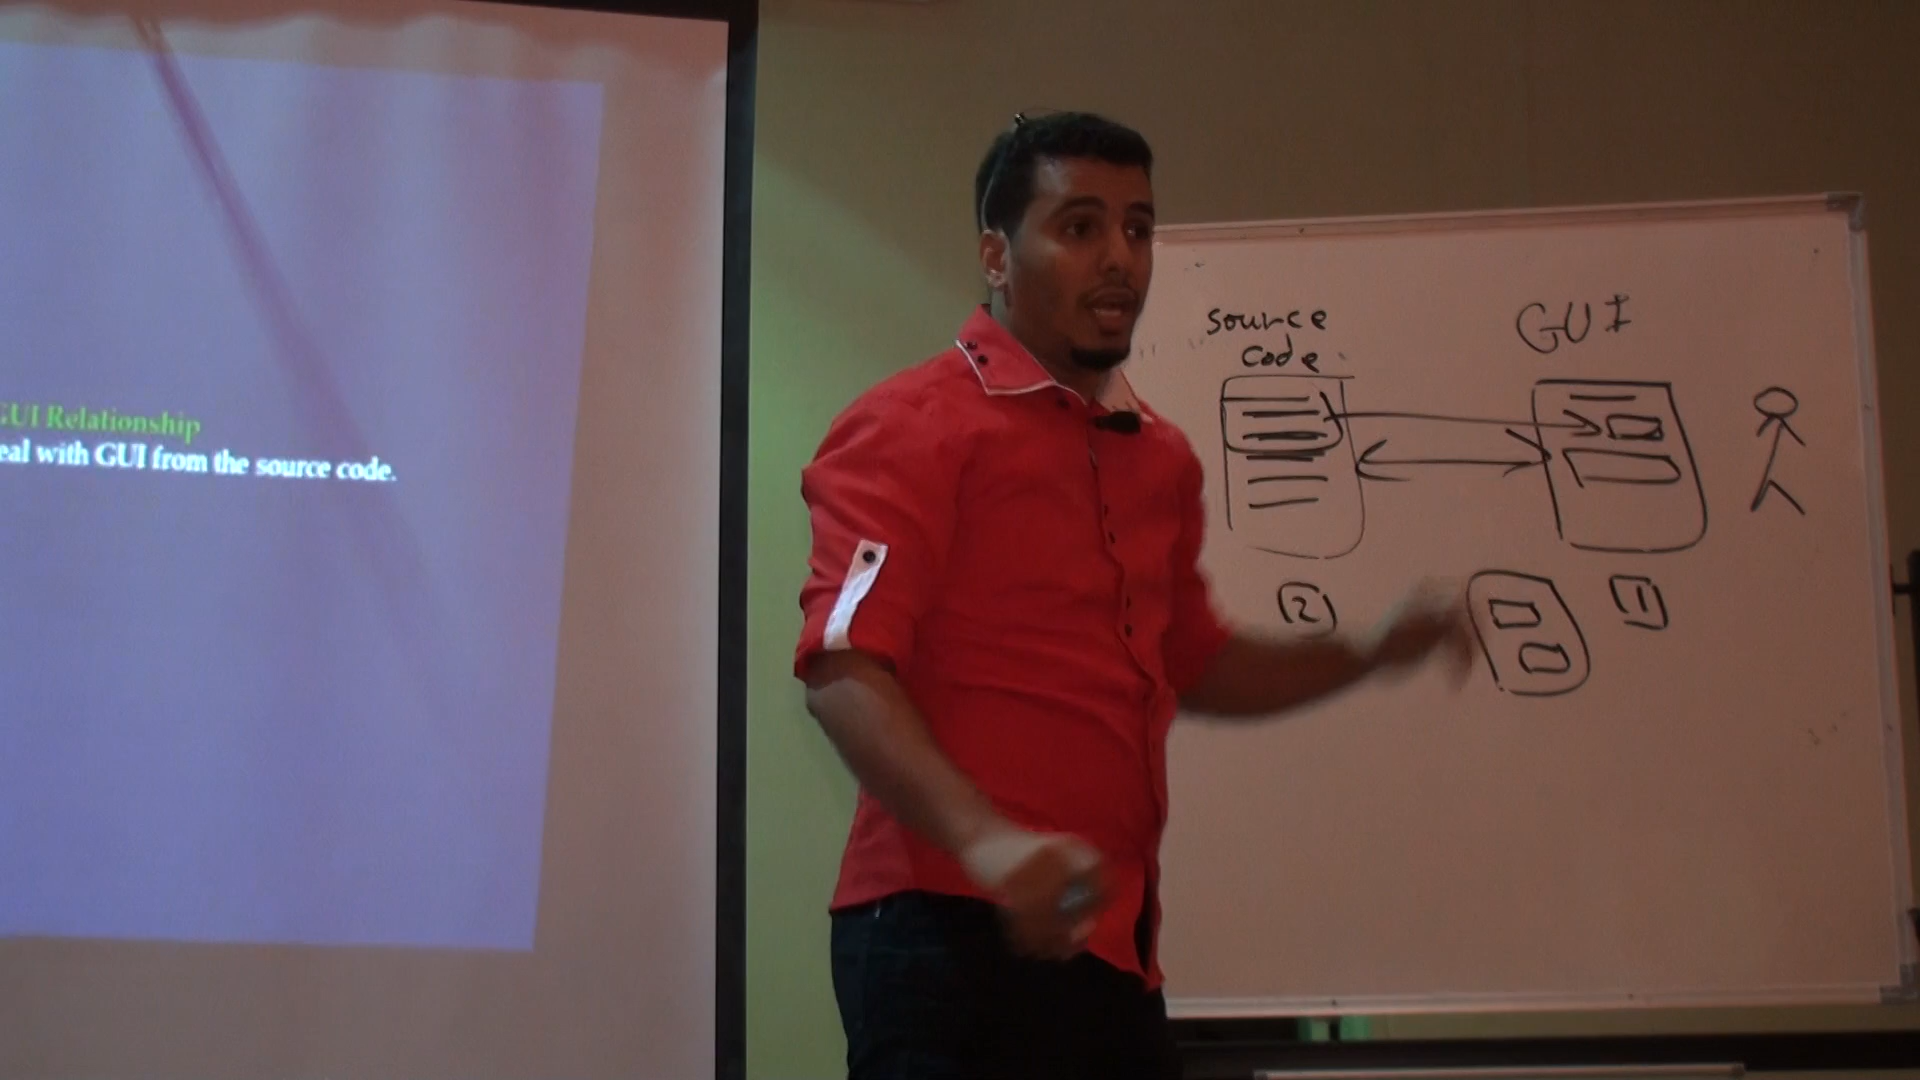 GUI Relationship
eal with GUI from the source code.
source
code
GUI
2
1